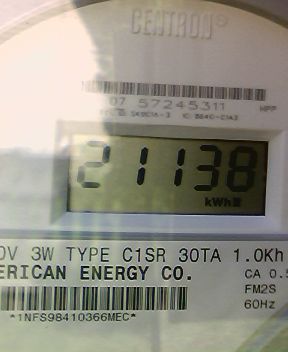 CENTRON®
07 57245311
21138
kWh
0V 3W TYPE C1SR 30TA 1.0Kh
ERICAN ENERGY CO.
CA 0.5
FM2S
60Hz
*1NFS98410366MEC*